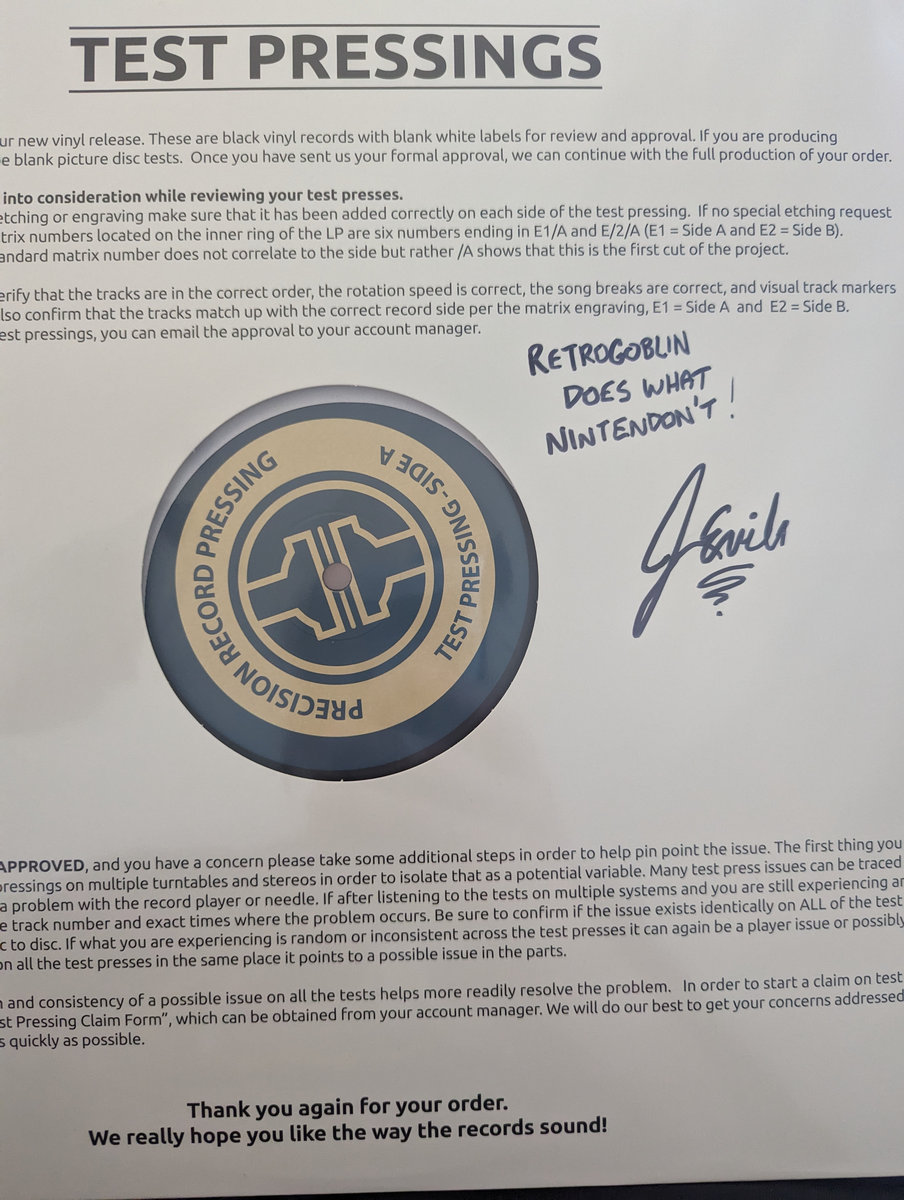 TEST PRESSINGS
ur new vinyl release. These are black vinyl records with blank white labels for review and approval. If you are producing
e blank picture disc tests. Once you have sent us your formal approval, we can continue with the full production of your order.
into consideration while reviewing your test presses.
etching or engraving make sure that it has been added correctly on each side of the test pressing. If no special etching request
trix numbers located on the inner ring of the LP are six numbers ending in E1/A and E/2/A (E1 = Side A and E2 = Side B).
andard matrix number does not correlate to the side but rather /A shows that this is the first cut of the project.
erify that the tracks are in the correct order, the rotation speed is correct, the song breaks are correct, and visual track markers
lso confirm that the tracks match up with the correct record side per the matrix engraving, E1 = Side A and E2 = Side B.
est pressings, you can email the approval to your account manager.
RETROGOBLIN
DOES WHAT
NINTENDON'T!
PRECISION RECORD PRESSING
TEST PRESSING - SIDE A
APPROVED, and you have a concern please take some additional steps in order to help pin point the issue. The first thing you
pressings on multiple turntables and stereos in order to isolate that as a potential variable. Many test press issues can be traced
a problem with the record player or needle. If after listening to the tests on multiple systems and you are still experiencing an
e track number and exact times where the problem occurs. Be sure to confirm if the issue exists identically on ALL of the test
c to disc. If what you are experiencing is random or inconsistent across the test presses it can again be a player issue or possibly
on all the test presses in the same place it points to a possible issue in the parts.
n and consistency of a possible issue on all the tests helps more readily resolve the problem. In order to start a claim on test
st Pressing Claim Form”, which can be obtained from your account manager. We will do our best to get your concerns addressed
s quickly as possible.
Thank you again for your order.
We really hope you like the way the records sound!